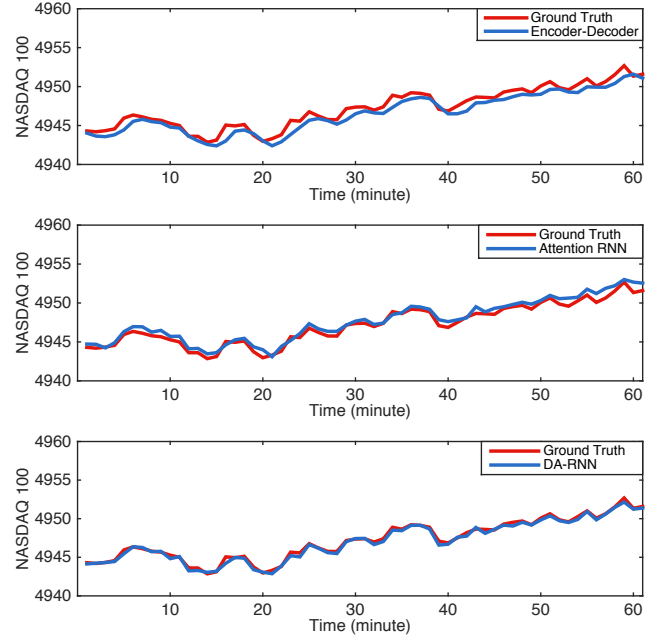 4960
4955
4950
4945
4940
NASDAQ 100
Ground Truth
Encoder-Decoder
10 20 30 40 50 60
Time (minute)
4960
4955
4950
4945
4940
NASDAQ 100
Ground Truth
Attention RNN
10 20 30 40 50 60
Time (minute)
4960
4955
4950
4945
4940
NASDAQ 100
Ground Truth
DA-RNN
10 20 30 40 50 60
Time (minute)